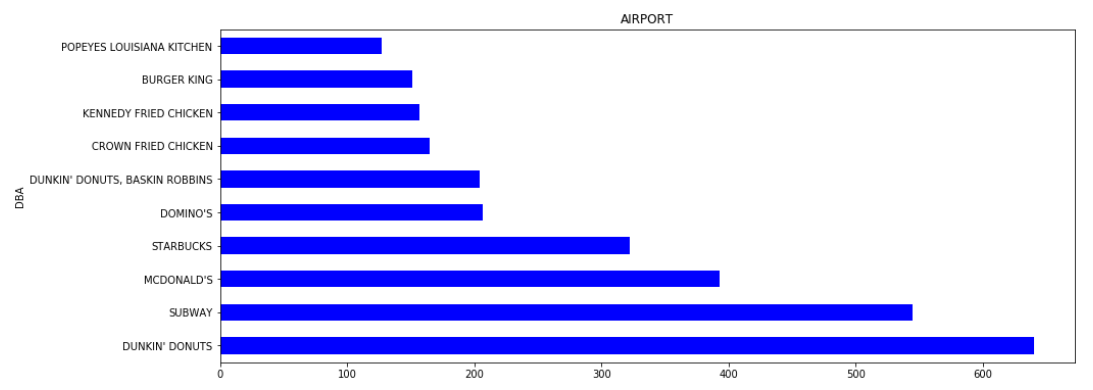 AIRPORT
POPEYES LOUISIANA KITCHEN
BURGER KING
KENNEDY FRIED CHICKEN
CROWN FRIED CHICKEN
DUNKIN' DONUTS, BASKIN ROBBINS
DBA
DOMINO'S
STARBUCKS
MCDONALD'S
SUBWAY
DUNKIN' DONUTS
0 100 200 300 400 500 600